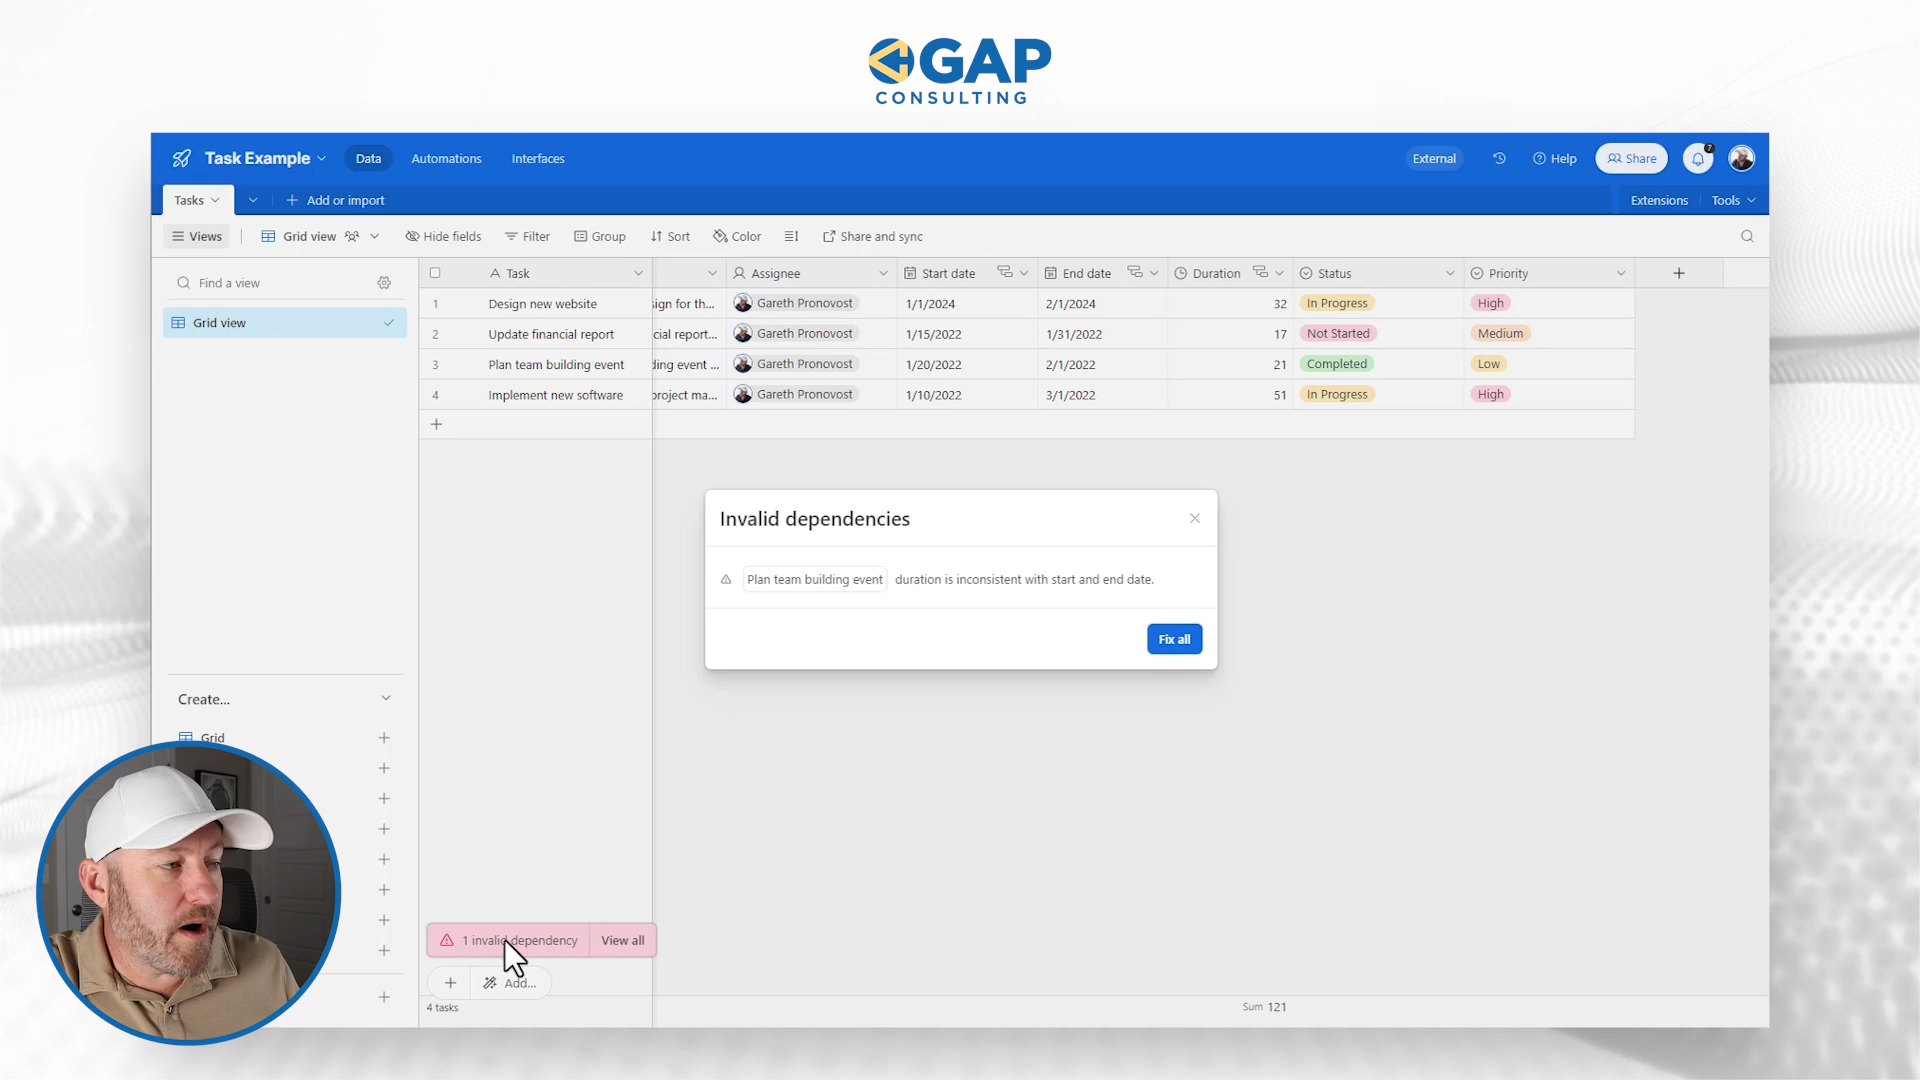 GAP
CONSULTING
Task Example
Data
Automations
Interfaces
External
Help
Share
7
Tasks
Add or import
Extensions
Tools
Views
Grid view
Hide fields
Filter
Group
Sort
Color
Share and sync
Find a view
Grid view
Task Assignee Start date End date Duration Status Priority
1 Design new website sign for th... Gareth Pronovost 1/1/2024 2/1/2024 32 In Progress High
2 Update financial report cial report... Gareth Pronovost 1/15/2022 1/31/2022 17 Not Started Medium
3 Plan team building event ding event ... Gareth Pronovost 1/20/2022 2/1/2022 21 Completed Low
4 Implement new software project ma... Gareth Pronovost 1/10/2022 3/1/2022 51 In Progress High
Invalid dependencies
Plan team building event duration is inconsistent with start and end date.
Fix all
Create...
Grid
1 invalid dependency View all
Add...
4 tasks
Sum 121